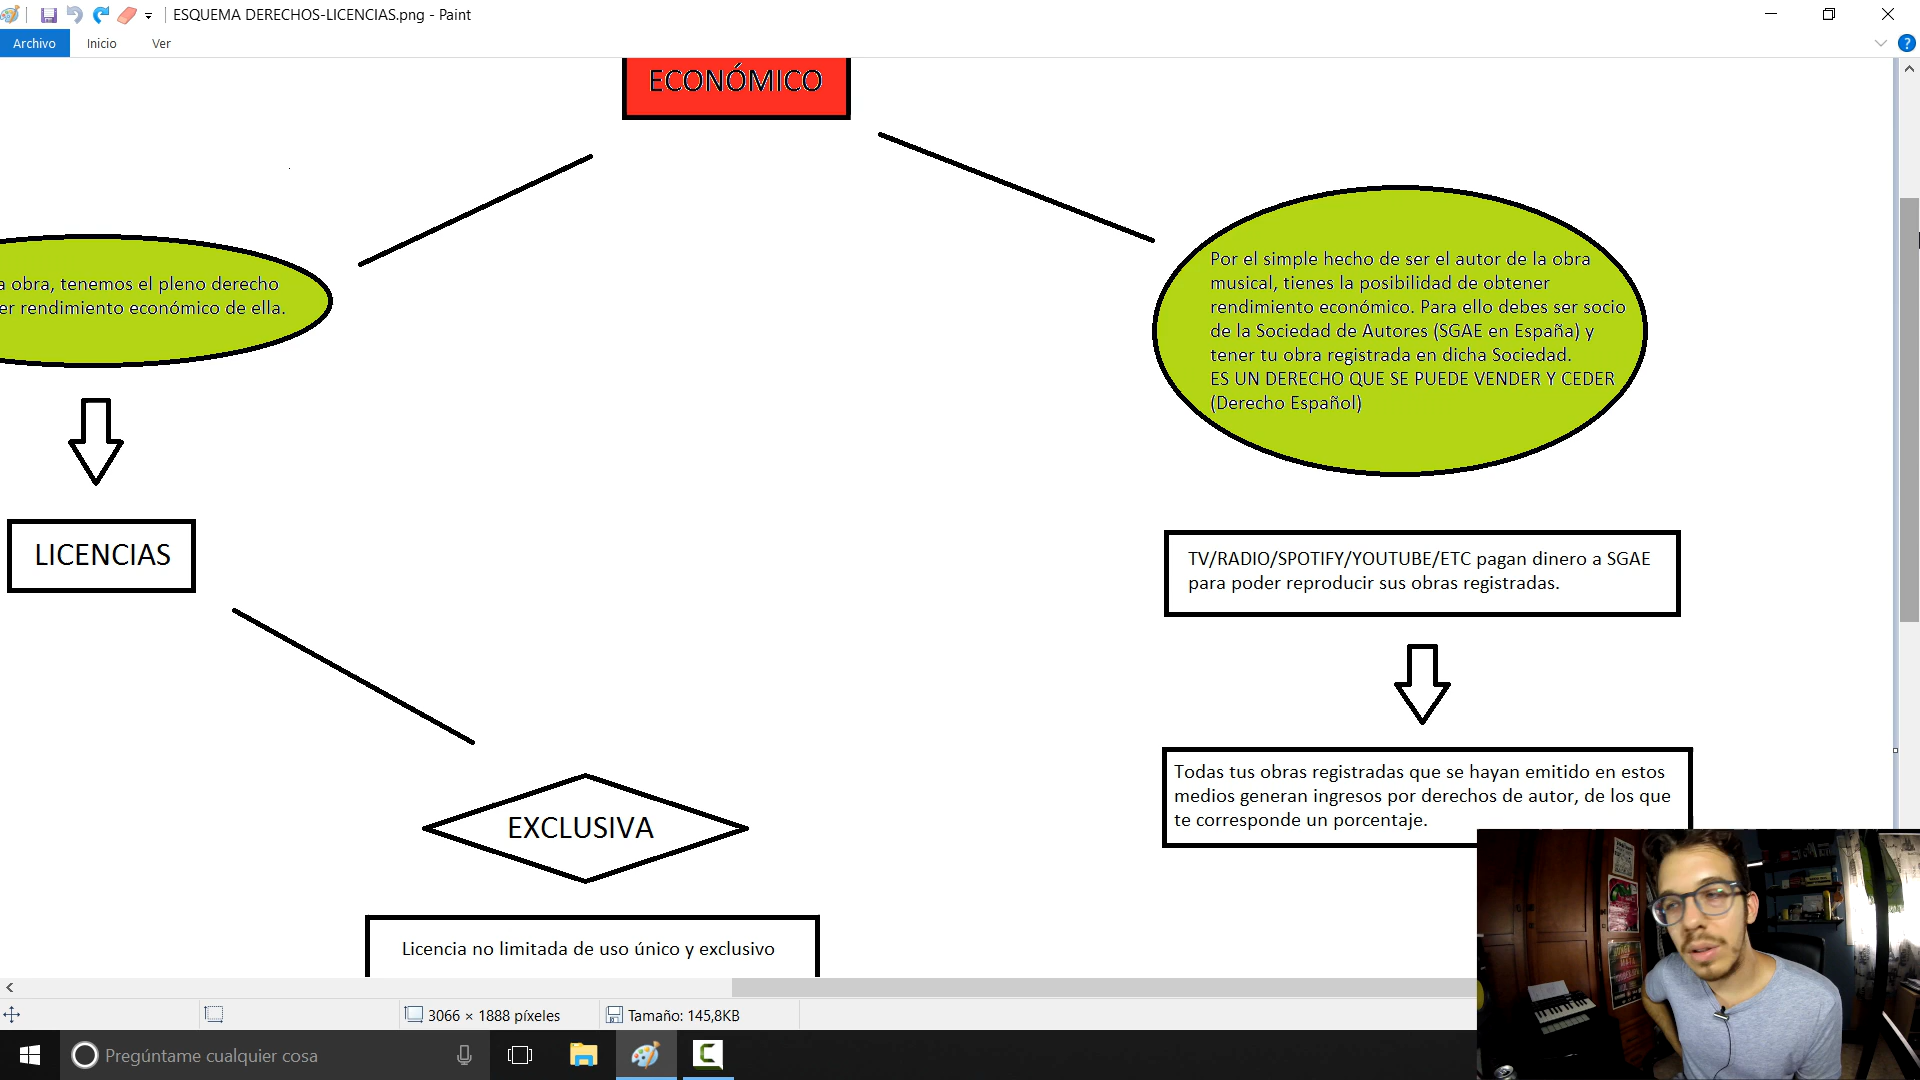 ESQUEMA DERECHOS-LICENCIAS.png - Paint
Archivo Inicio Ver
ECONÓMICO
a obra, tenemos el pleno derecho
er rendimiento económico de ella.
Por el simple hecho de ser el autor de la obra
musical, tienes la posibilidad de obtener
rendimiento económico. Para ello debes ser socio
de la Sociedad de Autores (SGAE en España) y
tener tu obra registrada en dicha Sociedad.
ES UN DERECHO QUE SE PUEDE VENDER Y CEDER
(Derecho Español)
LICENCIAS
TV/RADIO/SPOTIFY/YOUTUBE/ETC pagan dinero a SGAE
para poder reproducir sus obras registradas.
Todas tus obras registradas que se hayan emitido en estos
medios generan ingresos por derechos de autor, de los que
te corresponde un porcentaje.
EXCLUSIVA
Licencia no limitada de uso único y exclusivo
3066 × 1888 píxeles
Tamaño: 145,8KB
Pregúntame cualquier cosa